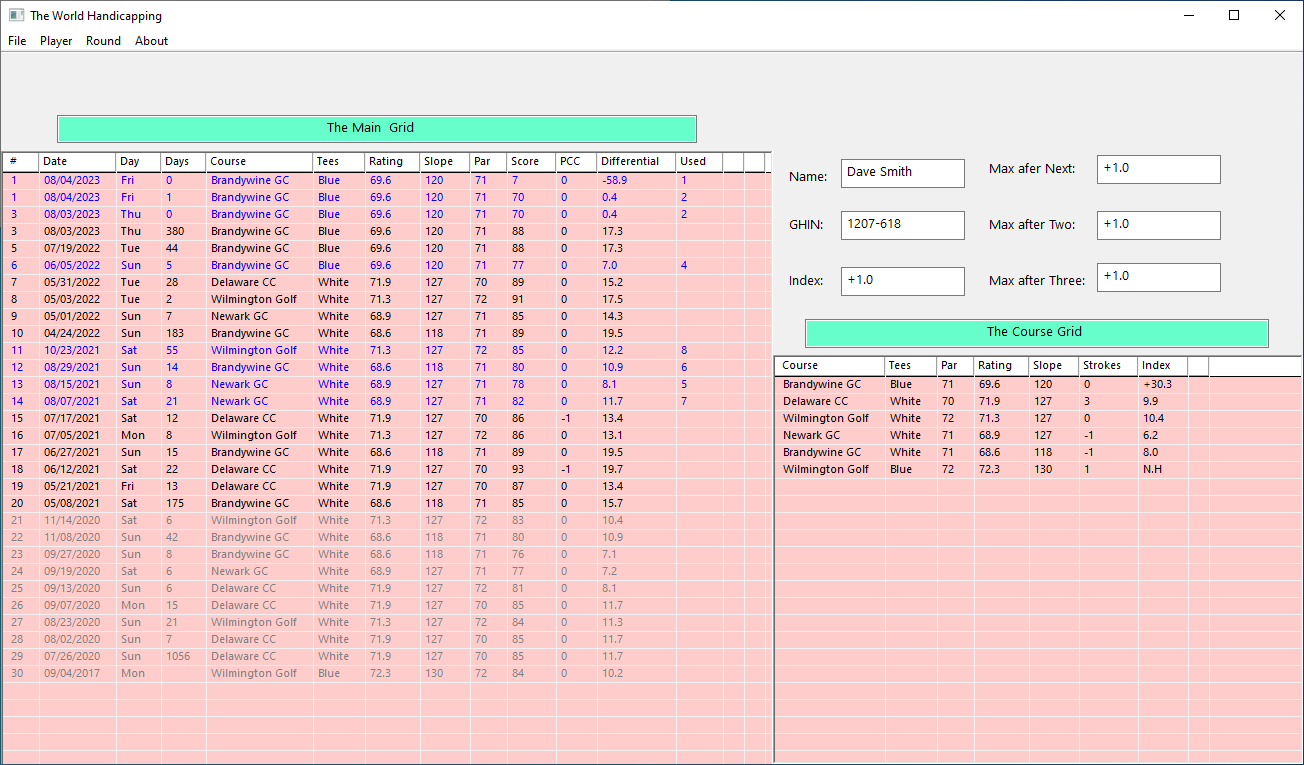 The World Handicapping
File Player Round About
The Main Grid
# Date Day Days Course Tees Rating Slope Par Score PCC Differential Used
1 08/04/2023 Fri 0 Brandywine GC Blue 69.6 120 71 7 0 -58.9 1
1 08/04/2023 Fri 1 Brandywine GC Blue 69.6 120 71 70 0 0.4 2
3 08/03/2023 Thu 0 Brandywine GC Blue 69.6 120 71 70 0 0.4 2
3 08/03/2023 Thu 380 Brandywine GC Blue 69.6 120 71 88 0 17.3
5 07/19/2022 Tue 44 Brandywine GC Blue 69.6 120 71 88 0 17.3
6 06/05/2022 Sun 5 Brandywine GC Blue 69.6 120 71 77 0 7.0 4
7 05/31/2022 Tue 28 Delaware CC White 71.9 127 70 89 0 15.2
8 05/03/2022 Tue 2 Wilmington Golf White 71.3 127 72 91 0 17.5
9 05/01/2022 Sun 7 Newark GC White 68.9 127 71 85 0 14.3
10 04/24/2022 Sun 183 Brandywine GC White 68.6 118 71 89 0 19.5
11 10/23/2021 Sat 55 Wilmington Golf White 71.3 127 72 85 0 12.2 8
12 08/29/2021 Sun 14 Brandywine GC White 68.6 118 71 80 0 10.9 6
13 08/15/2021 Sun 8 Newark GC White 68.9 127 71 78 0 8.1 5
14 08/07/2021 Sat 21 Newark GC White 68.9 127 71 82 0 11.7 7
15 07/17/2021 Sat 12 Delaware CC White 71.9 127 70 86 -1 13.4
16 07/05/2021 Mon 8 Wilmington Golf White 71.3 127 72 86 0 13.1
17 06/27/2021 Sun 15 Brandywine GC White 68.6 118 71 89 0 19.5
18 06/12/2021 Sat 22 Delaware CC White 71.9 127 70 93 -1 19.7
19 05/21/2021 Fri 13 Delaware CC White 71.9 127 70 87 0 13.4
20 05/08/2021 Sat 175 Brandywine GC White 68.6 118 71 85 0 15.7
21 11/14/2020 Sat 6 Wilmington Golf White 71.3 127 72 83 0 10.4
22 11/08/2020 Sun 42 Brandywine GC White 68.6 118 71 80 0 10.9
23 09/27/2020 Sun 8 Brandywine GC White 68.6 118 71 76 0 7.1
24 09/19/2020 Sat 6 Newark GC White 68.9 127 71 77 0 7.2
25 09/13/2020 Sun 6 Delaware CC White 71.9 127 72 81 0 8.1
26 09/07/2020 Mon 15 Delaware CC White 71.9 127 70 85 0 11.7
27 08/23/2020 Sun 21 Wilmington Golf White 71.3 127 72 84 0 11.3
28 08/02/2020 Sun 7 Delaware CC White 71.9 127 70 85 0 11.7
29 07/26/2020 Sun 1056 Delaware CC White 71.9 127 70 85 0 11.7
30 09/04/2017 Mon Wilmington Golf Blue 72.3 130 72 84 0 10.2
Name: Dave Smith Max afer Next: +1.0
GHIN: 1207-618 Max after Two: +1.0
Index: +1.0 Max after Three: +1.0
The Course Grid
Course Tees Par Rating Slope Strokes Index
Brandywine GC Blue 71 69.6 120 0 +30.3
Delaware CC White 70 71.9 127 3 9.9
Wilmington Golf White 72 71.3 127 0 10.4
Newark GC White 71 68.9 127 -1 6.2
Brandywine GC White 71 68.6 118 -1 8.0
Wilmington Golf Blue 72 72.3 130 1 N.H